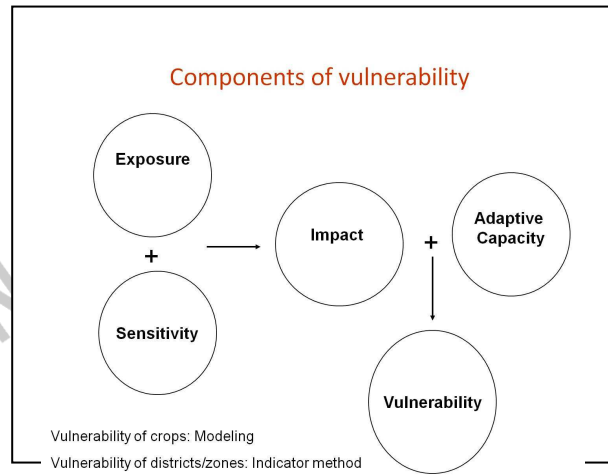 Components of vulnerability
Exposure
+
Sensitivity
Impact
+
Adaptive
Capacity
Vulnerability
Vulnerability of crops: Modeling
Vulnerability of districts/zones: Indicator method